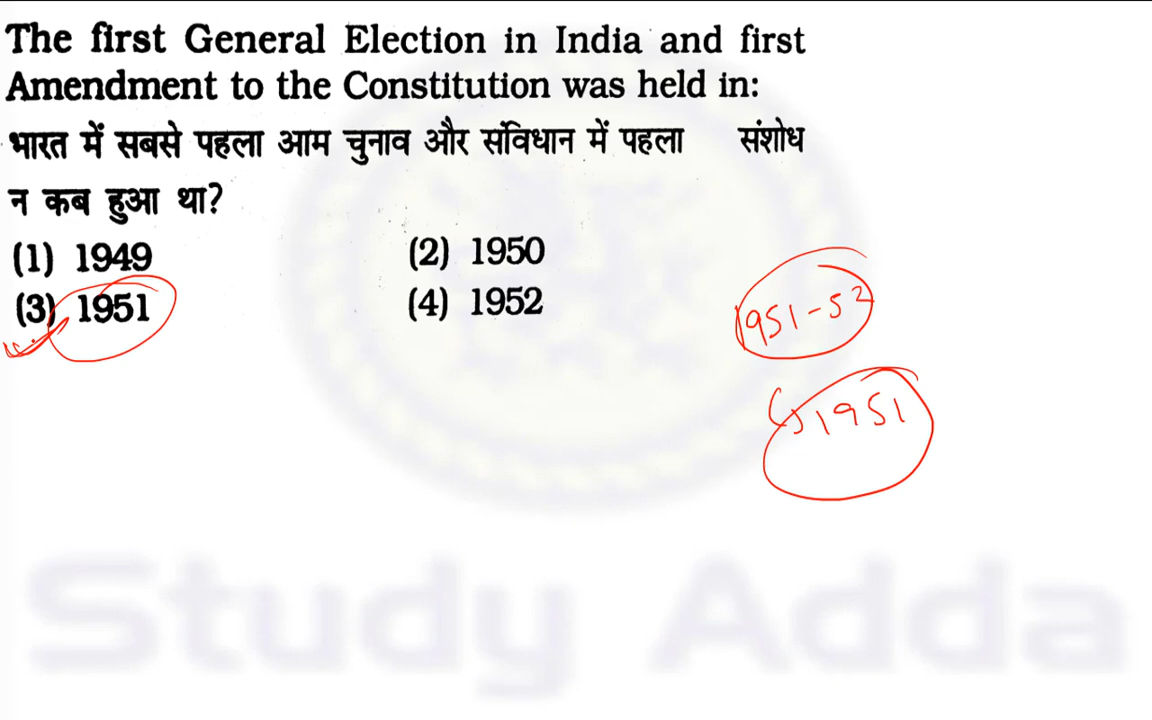 The first General Election in India and first
Amendment to the Constitution was held in:
भारत में सबसे पहला आम चुनाव और संविधान में पहला संशोध
न कब हुआ था?
(1) 1949 (2) 1950
(3) 1951 (4) 1952
1951-52
1951
Study Adda